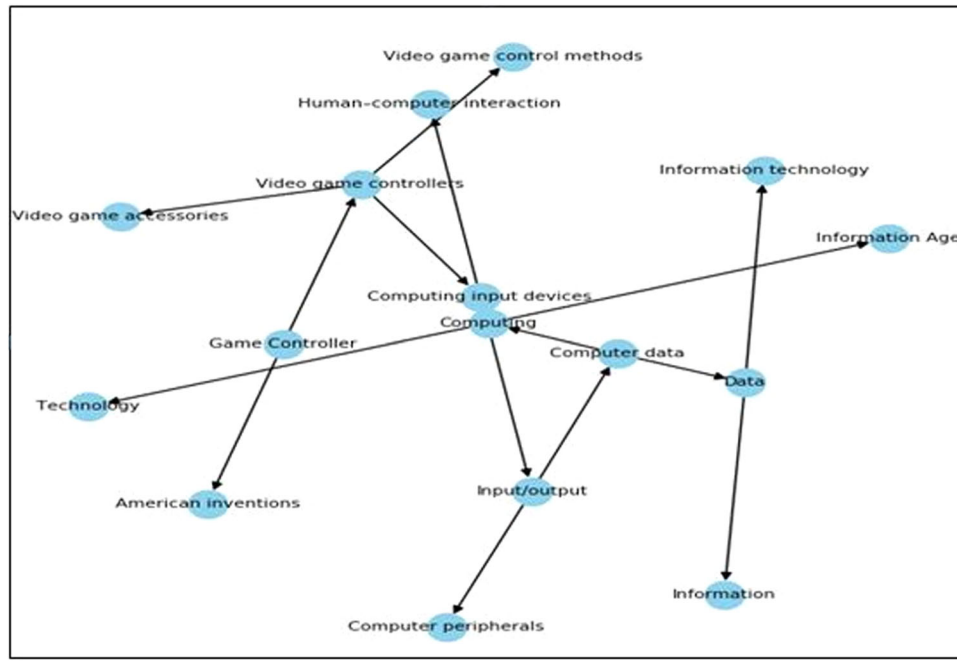 Video game control methods
Human-computer interaction
Information technology
Video game controllers
Video game accessories
Information Age
Computing input devices
Computing
Game Controller
Computer data
Data
Technology
Input/output
American inventions
Information
Computer peripherals